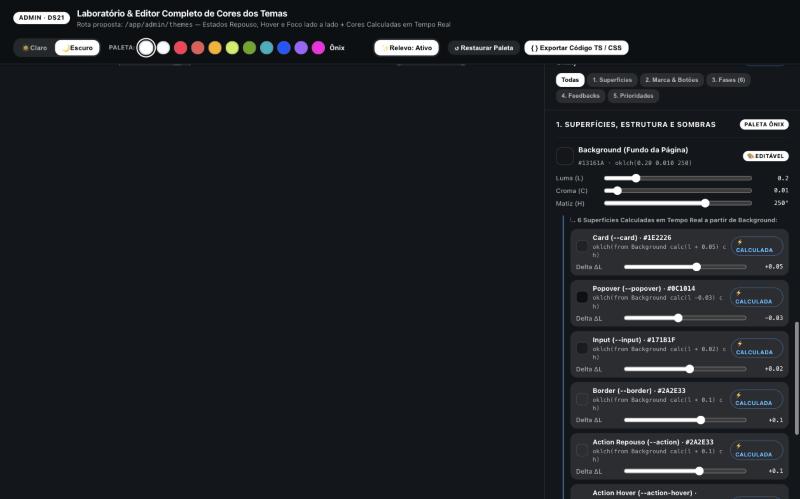 ADMIN · DS21
Laboratório & Editor Completo de Cores dos Temas
Rota proposta: /app/admin/themes — Estados Repouso, Hover e Foco lado a lado + Cores Calculadas em Tempo Real
Claro
Escuro
PALETA:
Ônix
Relevo: Ativo
↺ Restaurar Paleta
{ } Exportar Código TS / CSS
Todas
1. Superfícies
2. Marca & Botões
3. Fases (6)
4. Feedbacks
5. Prioridades
1. SUPERFÍCIES, ESTRUTURA E SOMBRAS
PALETA ÔNIX
Background (Fundo da Página)
#13161A · oklch(0.20 0.010 250)
EDITÁVEL
Luma (L)
0.2
Croma (C)
0.01
Matiz (H)
250°
6 Superfícies Calculadas em Tempo Real a partir de Background:
Card (--card) · #1E2226
oklch(from Background calc(l + 0.05) c
h)
⚡
CALCULADA
Delta ΔL
+0.05
Popover (--popover) · #0C1014
oklch(from Background calc(l −0.03) c
h)
⚡
CALCULADA
Delta ΔL
−0.03
Input (--input) · #171B1F
oklch(from Background calc(l + 0.02) c
h)
⚡
CALCULADA
Delta ΔL
+0.02
Border (--border) · #2A2E33
oklch(from Background calc(l + 0.1) c
h)
⚡
CALCULADA
Delta ΔL
+0.1
Action Repouso (--action) · #2A2E33
oklch(from Background calc(l + 0.1) c
h)
⚡
CALCULADA
Delta ΔL
+0.1
Action Hover (--action-hover) ·